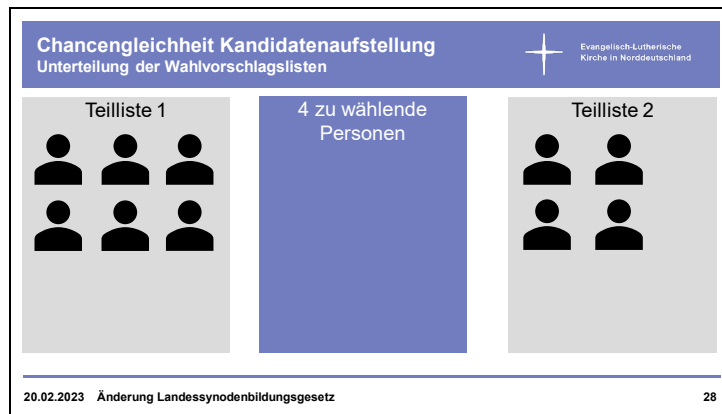 Chancengleichheit Kandidatenaufstellung
Unterteilung der Wahlvorschlagslisten
Evangelisch-Lutherische
Kirche in Norddeutschland
Teilliste 1
4 zu wählende
Personen
Teilliste 2
20.02.2023 Änderung Landessynodenbildungsgesetz
28